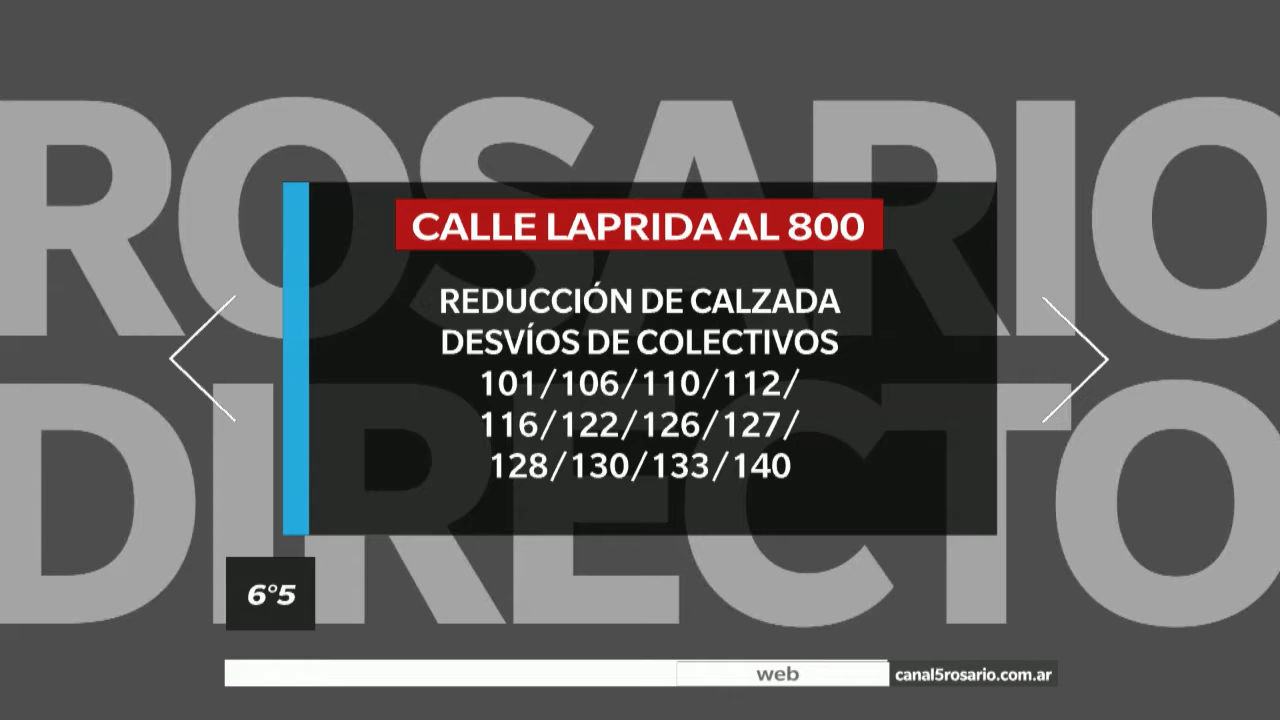 ROSARIO
DIRECTO
CALLE LAPRIDA AL 800
REDUCCIÓN DE CALZADA
DESVÍOS DE COLECTIVOS
101/106/110/112/
116/122/126/127/
128/130/133/140
6°5
web
canal5rosario.com.ar